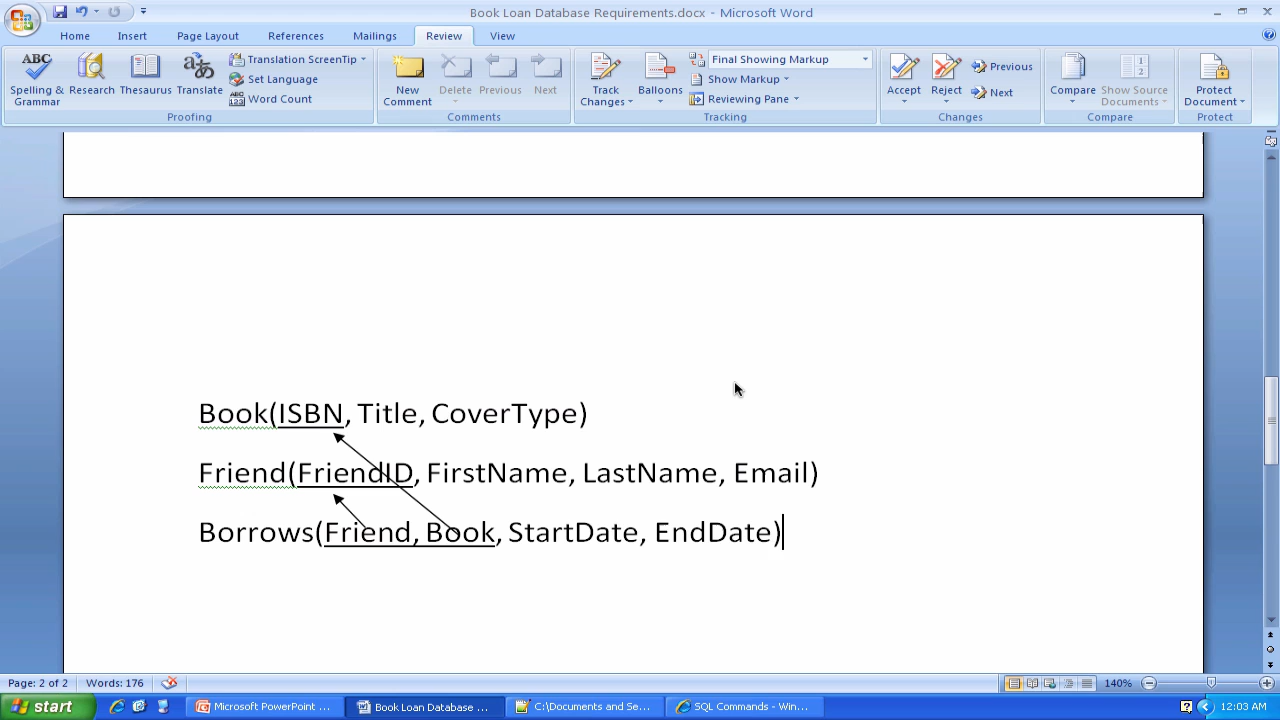 Book Loan Database Requirements.docx - Microsoft Word
Home Insert Page Layout References Mailings Review View
Spelling & Grammar Research Thesaurus Translate Translation ScreenTip Set Language Word Count
New Comment Delete Previous Next
Track Changes Balloons Final Showing Markup Show Markup Reviewing Pane
Accept Reject Previous Next
Compare Show Source Documents Protect Document
Proofing Comments Tracking Changes Compare Protect
Book(ISBN, Title, CoverType)
Friend(FriendID, FirstName, LastName, Email)
Borrows(Friend, Book, StartDate, EndDate)
Page: 2 of 2 Words: 176 140%
start Microsoft PowerPoint ... Book Loan Database ... C:\Documents and Se... SQL Commands - Win... 12:03 AM